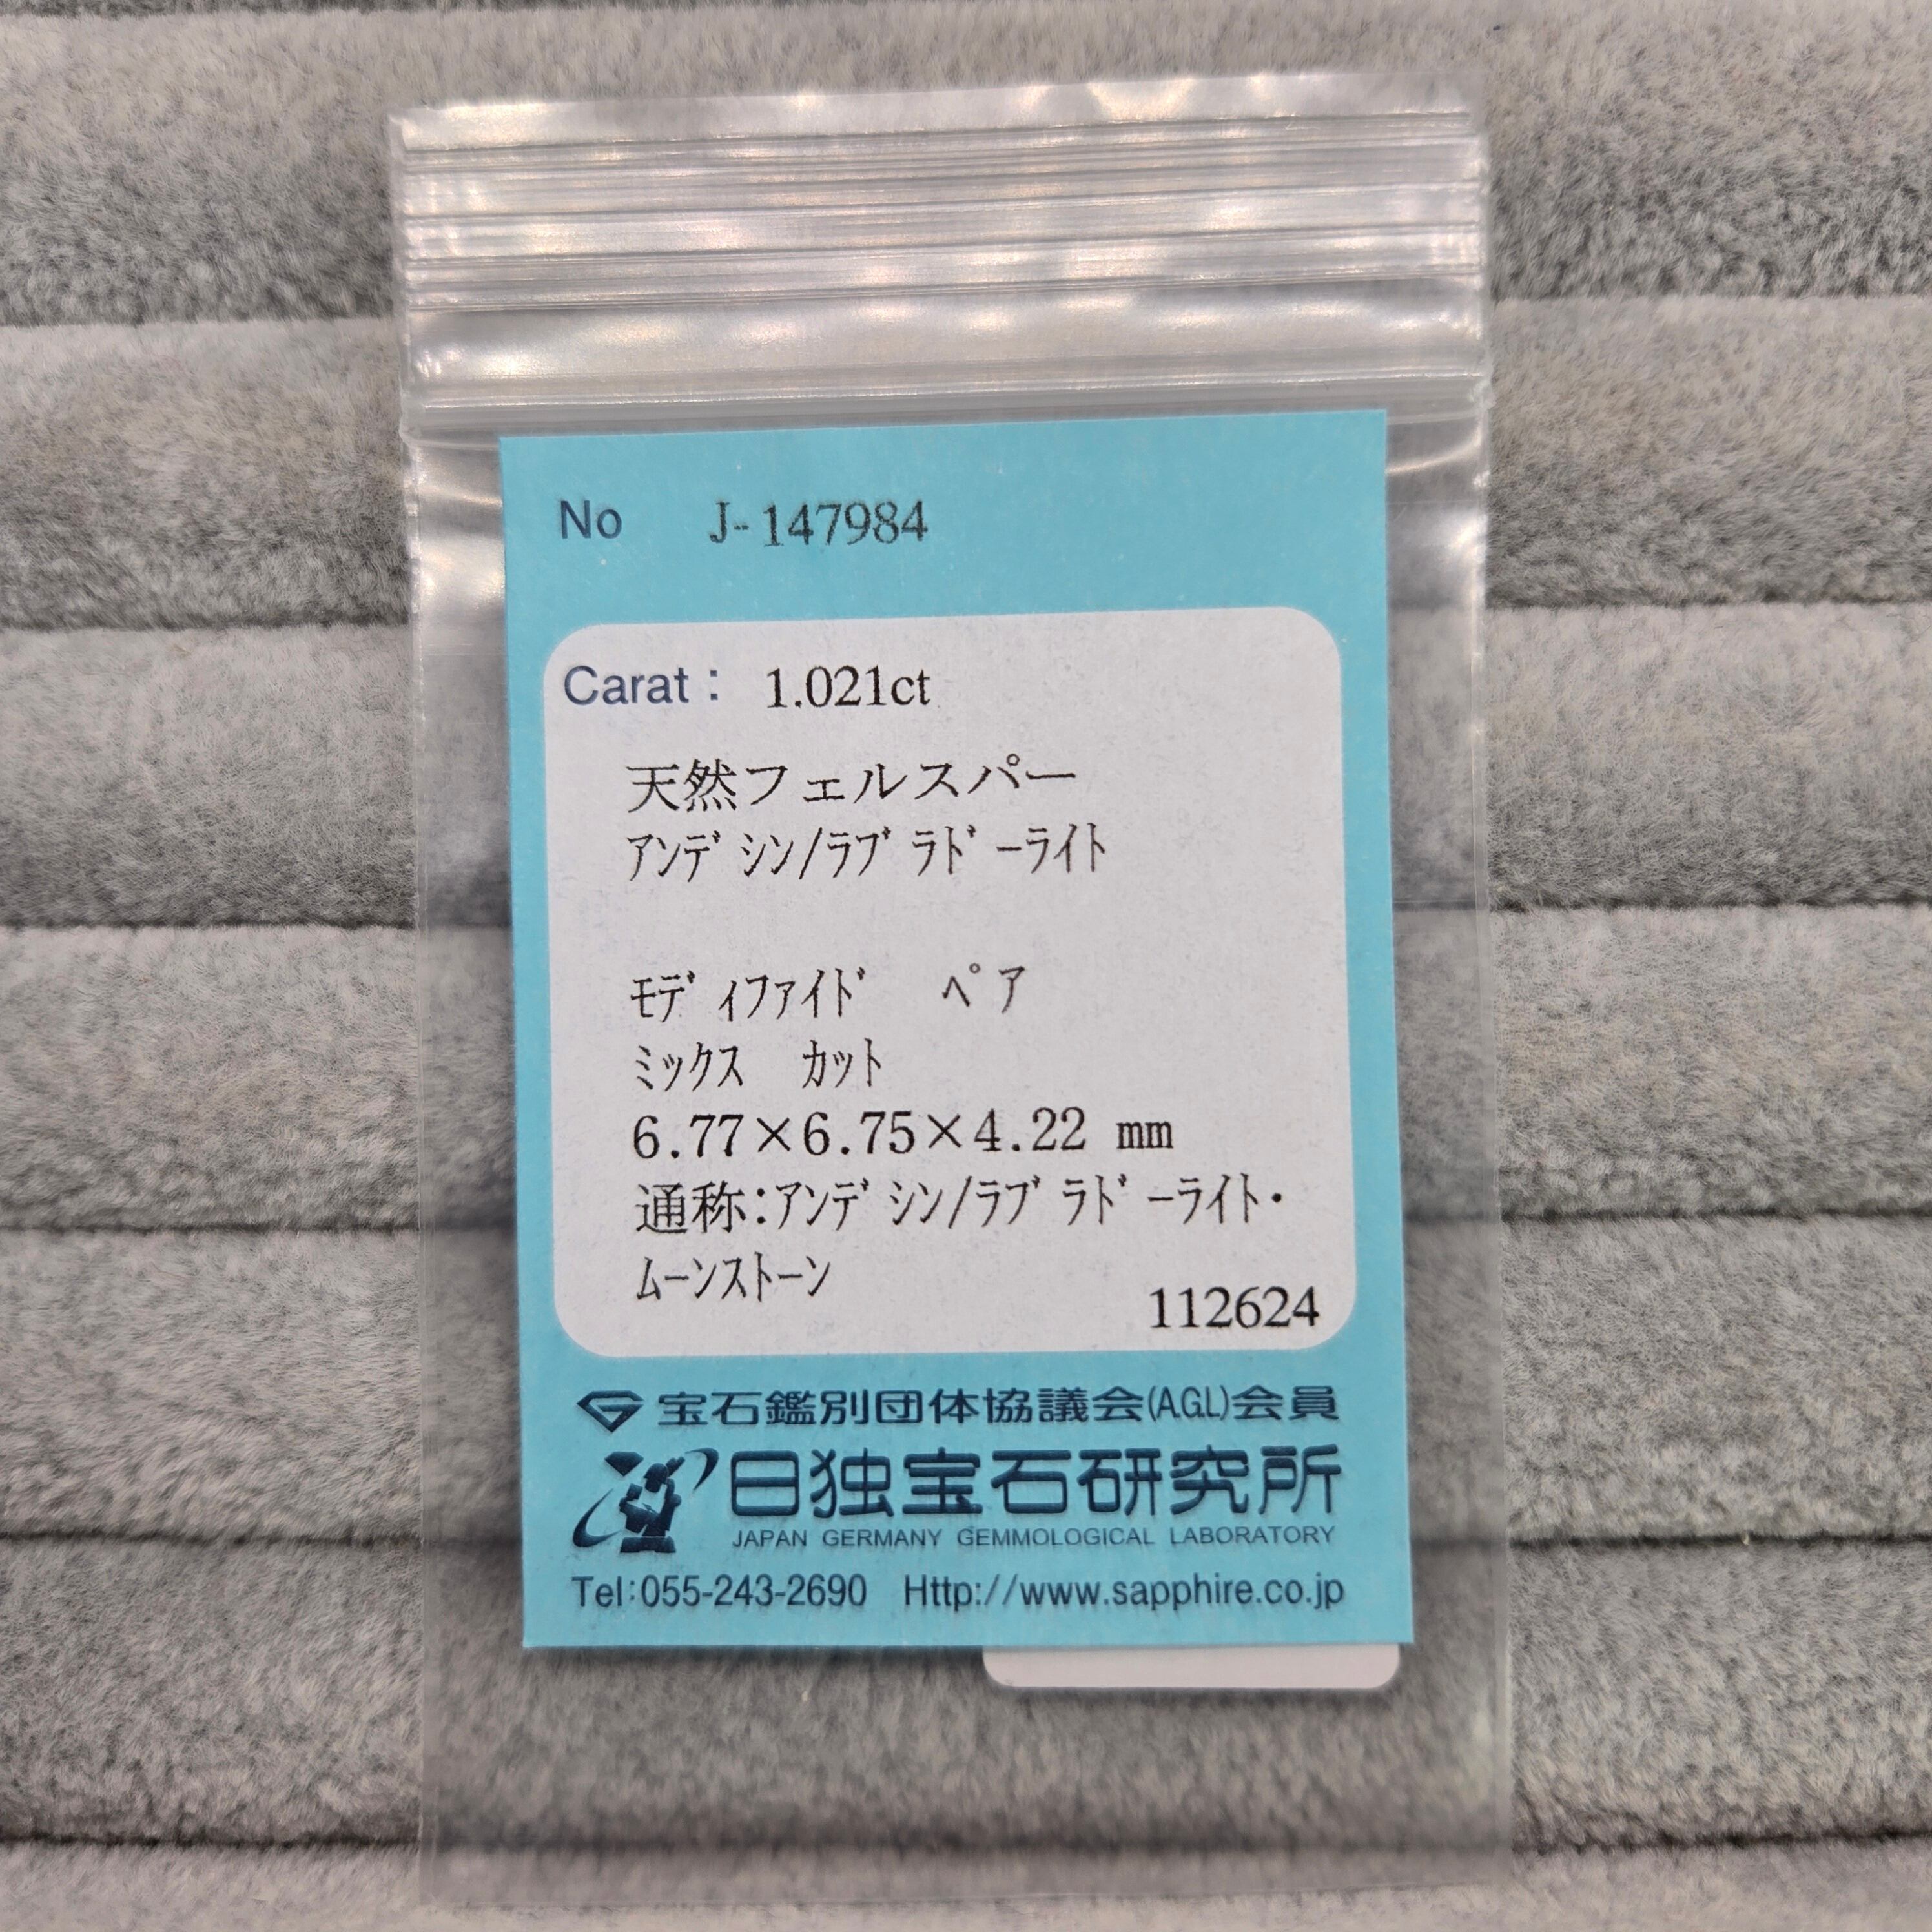 No J-147984
Carat： 1.021ct
天然フェルスパー
ｱﾝﾃﾞｼﾝ/ﾗﾌﾞﾗﾄﾞｰﾗｲﾄ
ﾓﾃﾞｨﾌｧｲﾄﾞ ﾍﾟｱ
ﾐｯｸｽ ｶｯﾄ
6.77×6.75×4.22 mm
通称:ｱﾝﾃﾞｼﾝ/ﾗﾌﾞﾗﾄﾞｰﾗｲﾄ･
ﾑｰﾝｽﾄｰﾝ
112624
宝石鑑別団体協議会(AGL)会員
日独宝石研究所
JAPAN GERMANY GEMMOLOGICAL LABORATORY
Tel:055-243-2690 Http://www.sapphire.co.jp